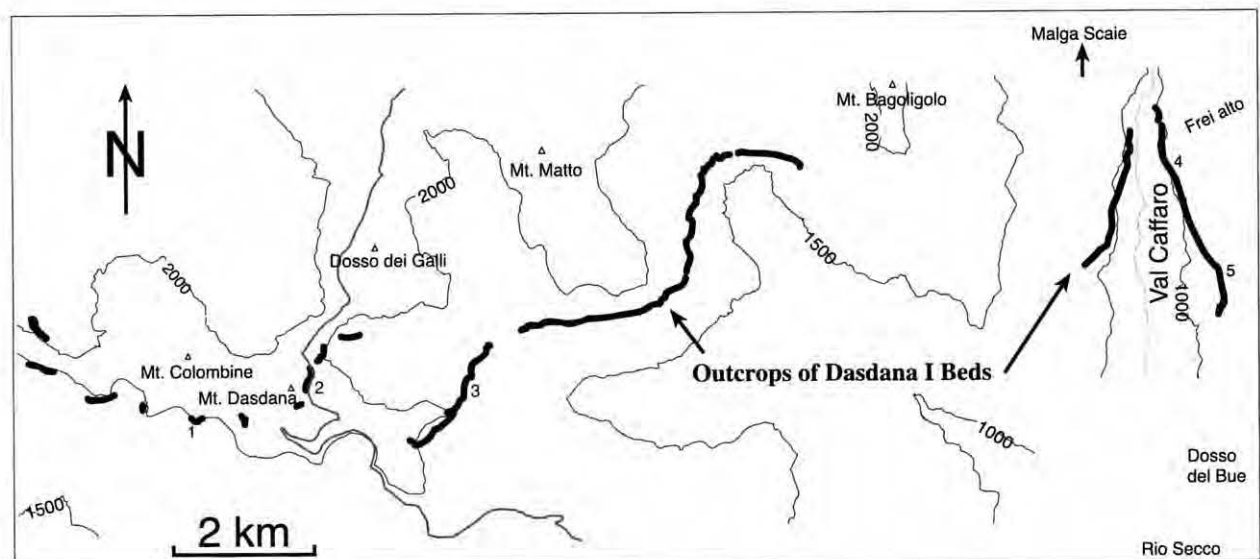 Malga Scaie
N
Mt. Bagoligolo
2000
Frei alto
Mt. Matto
2000
4
Val Caffaro
Dosso dei Galli
1500
2000
5
1000
Mt. Colombine
Outcrops of Dasdana I Beds
Mt. Dasdana
2
3
1
1000
Dosso
del Bue
1500
2 km
Rio Secco